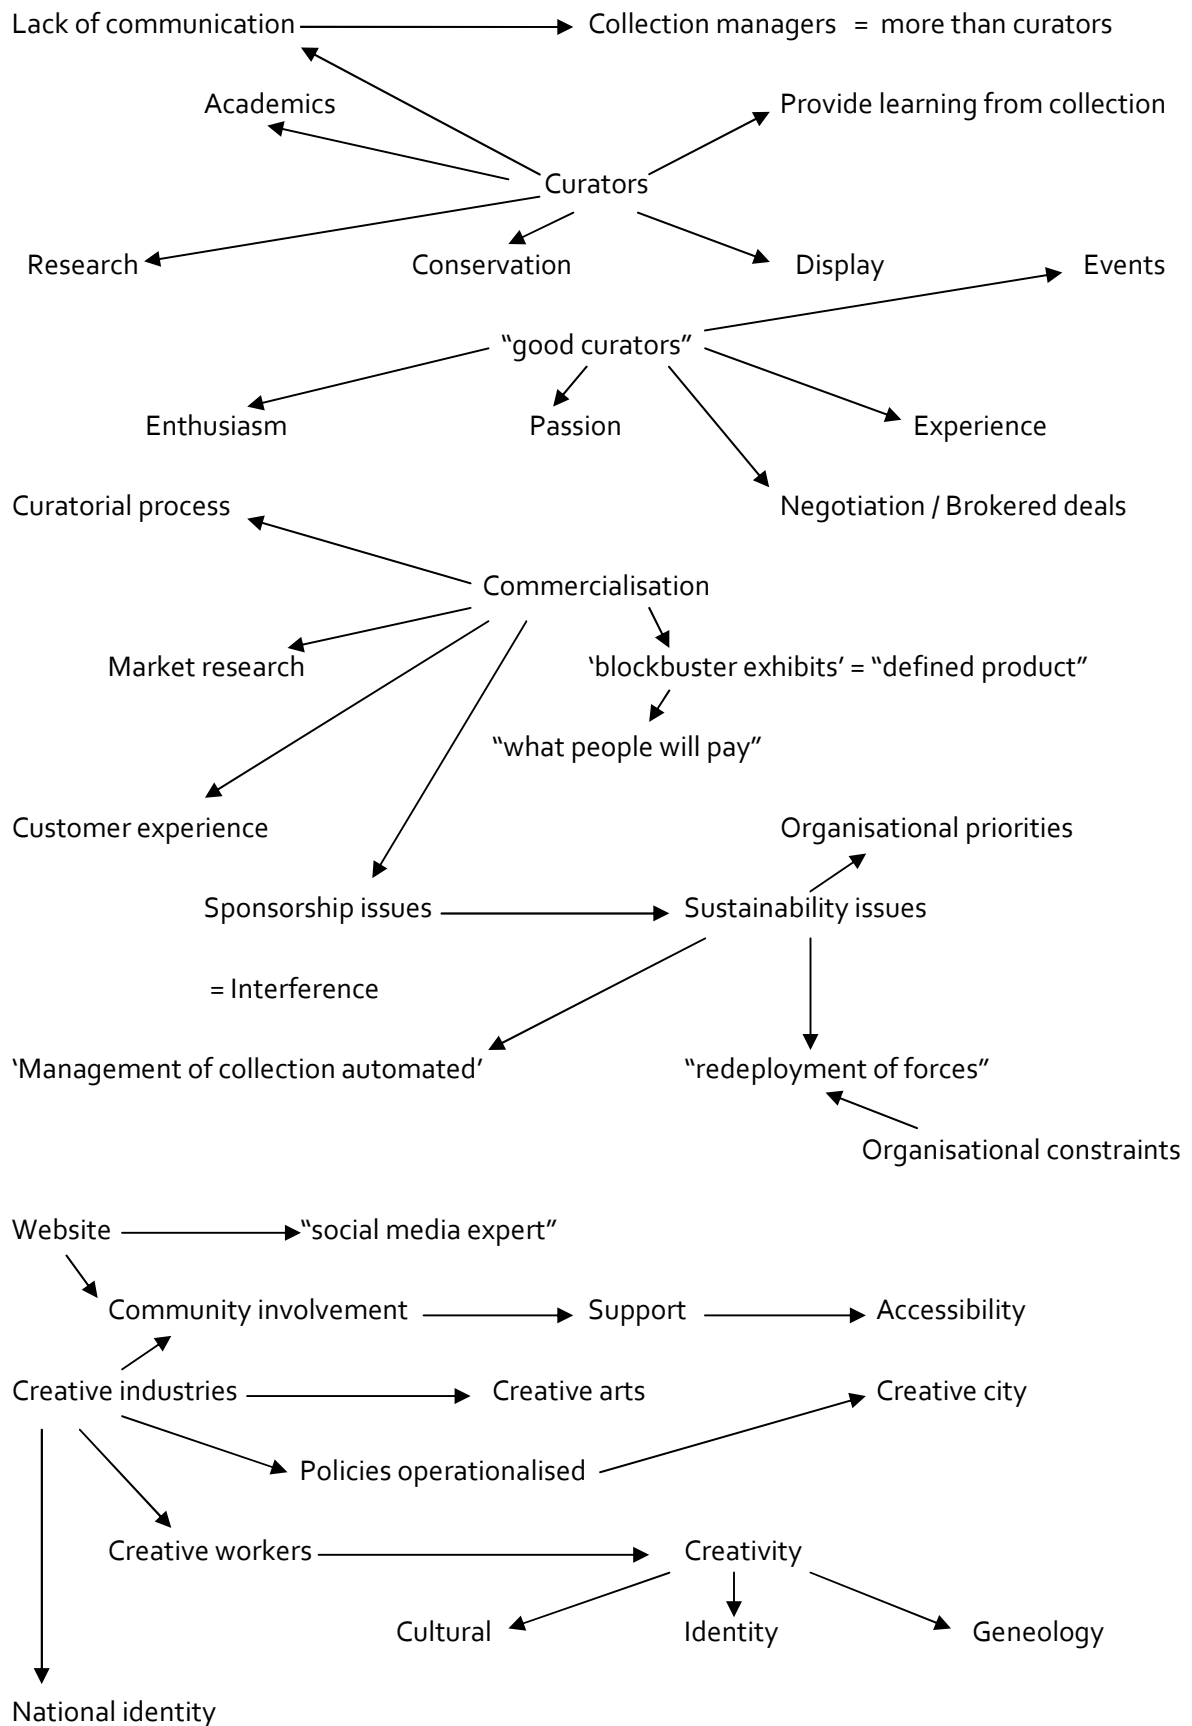 Lack of communication Collection managers = more than curators
Academics Provide learning from collection
Curators
Research Conservation Display Events
“good curators”
Enthusiasm Passion Experience
Curatorial process Negotiation / Brokered deals
Commercialisation
Market research ‘blockbuster exhibits’ = “defined product”
“what people will pay”
Customer experience Organisational priorities
Sponsorship issues Sustainability issues
= Interference
‘Management of collection automated’ “redeployment of forces”
Organisational constraints
Website “social media expert”
Community involvement Support Accessibility
Creative industries Creative arts Creative city
Policies operationalised
Creative workers Creativity
Cultural Identity Geneology
National identity